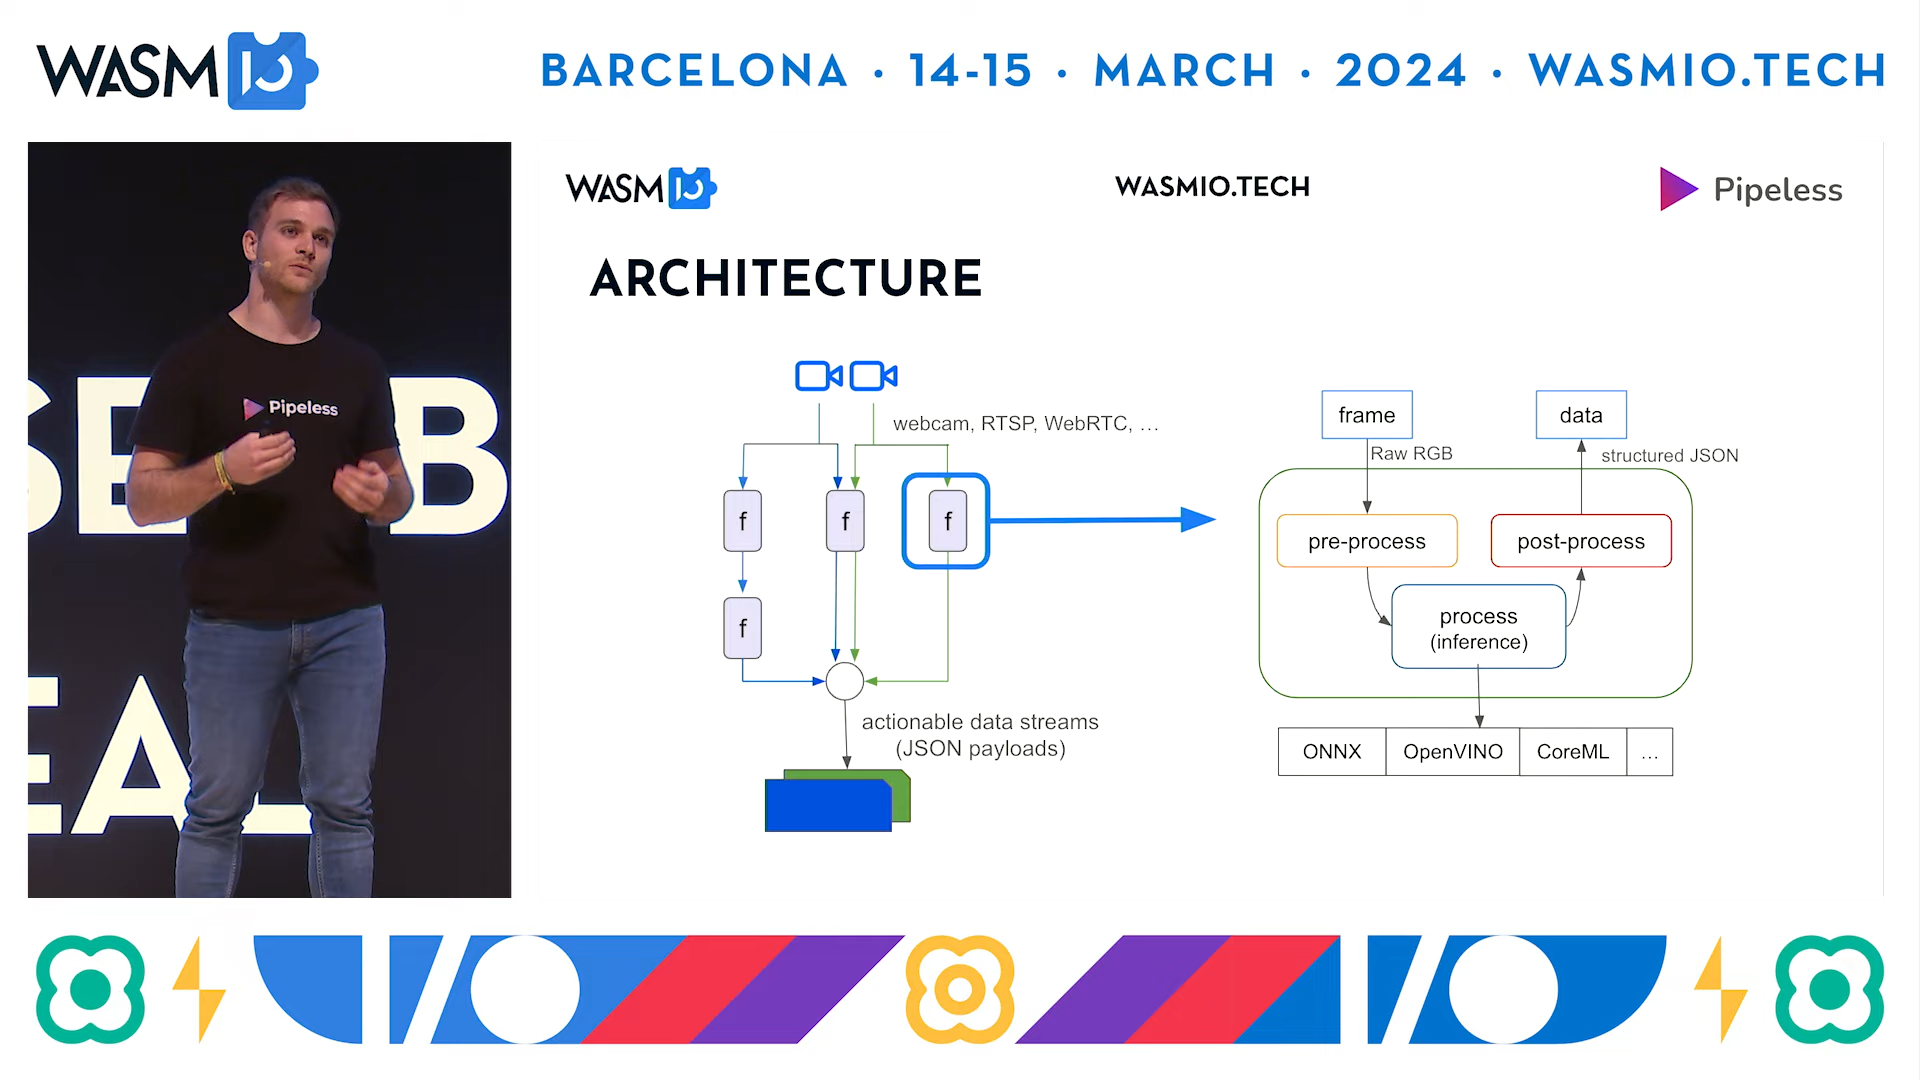 WASM IO
BARCELONA · 14-15 · MARCH · 2024 · WASMIO.TECH
SE B
EAL
Pipeless
WASM IO
WASMIO.TECH
Pipeless
ARCHITECTURE
webcam, RTSP, WebRTC, ...
f
f
f
f
actionable data streams
(JSON payloads)
frame
data
Raw RGB
structured JSON
pre-process
post-process
process
(inference)
ONNX
OpenVINO
CoreML
...